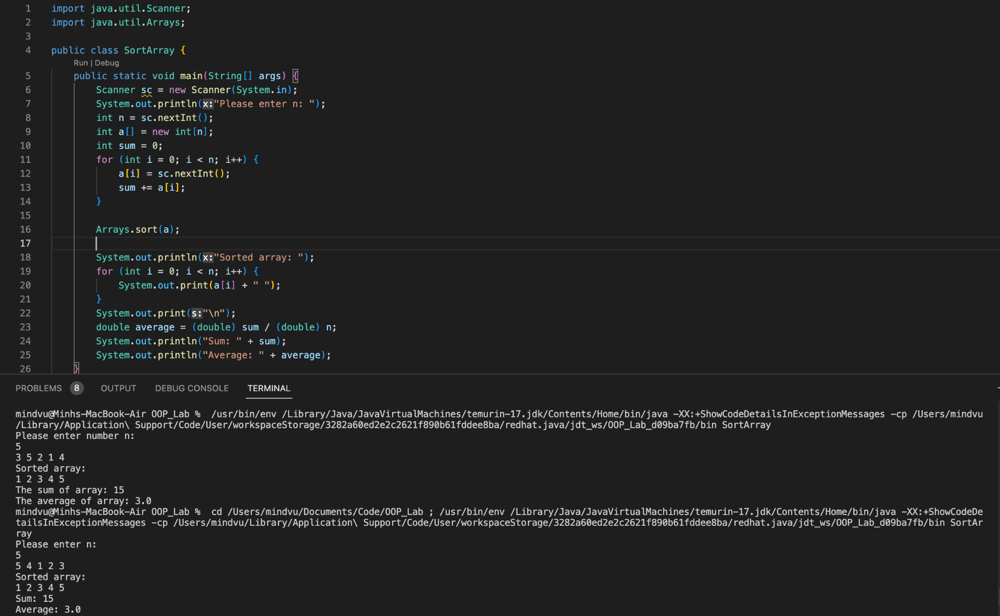 1 import java.util.Scanner;
2 import java.util.Arrays;
3
4 public class SortArray {
Run | Debug
5 public static void main(String[] args) {
6 Scanner sc = new Scanner(System.in);
7 System.out.println(x:"Please enter n: ");
8 int n = sc.nextInt();
9 int a[] = new int[n];
10 int sum = 0;
11 for (int i = 0; i < n; i++) {
12 a[i] = sc.nextInt();
13 sum += a[i];
14 }
15
16 Arrays.sort(a);
17
18 System.out.println(x:"Sorted array: ");
19 for (int i = 0; i < n; i++) {
20 System.out.print(a[i] + " ");
21 }
22 System.out.print(s:"\n");
23 double average = (double) sum / (double) n;
24 System.out.println("Sum: " + sum);
25 System.out.println("Average: " + average);
26 }
PROBLEMS 8 OUTPUT DEBUG CONSOLE TERMINAL
mindvu@Minhs-MacBook-Air OOP_Lab %  /usr/bin/env /Library/Java/JavaVirtualMachines/temurin-17.jdk/Contents/Home/bin/java -XX:+ShowCodeDetailsInExceptionMessages -cp /Users/mindvu
/Library/Application\ Support/Code/User/workspaceStorage/3282a60ed2e2c2621f890b61fddee8ba/redhat.java/jdt_ws/OOP_Lab_d09ba7fb/bin SortArray
Please enter number n:
5
3 5 2 1 4
Sorted array:
1 2 3 4 5
The sum of array: 15
The average of array: 3.0
mindvu@Minhs-MacBook-Air OOP_Lab %  cd /Users/mindvu/Documents/Code/OOP_Lab ; /usr/bin/env /Library/Java/JavaVirtualMachines/temurin-17.jdk/Contents/Home/bin/java -XX:+ShowCodeDe
tailsInExceptionMessages -cp /Users/mindvu/Library/Application\ Support/Code/User/workspaceStorage/3282a60ed2e2c2621f890b61fddee8ba/redhat.java/jdt_ws/OOP_Lab_d09ba7fb/bin SortAr
ray
Please enter n:
5
5 4 1 2 3
Sorted array:
1 2 3 4 5
Sum: 15
Average: 3.0